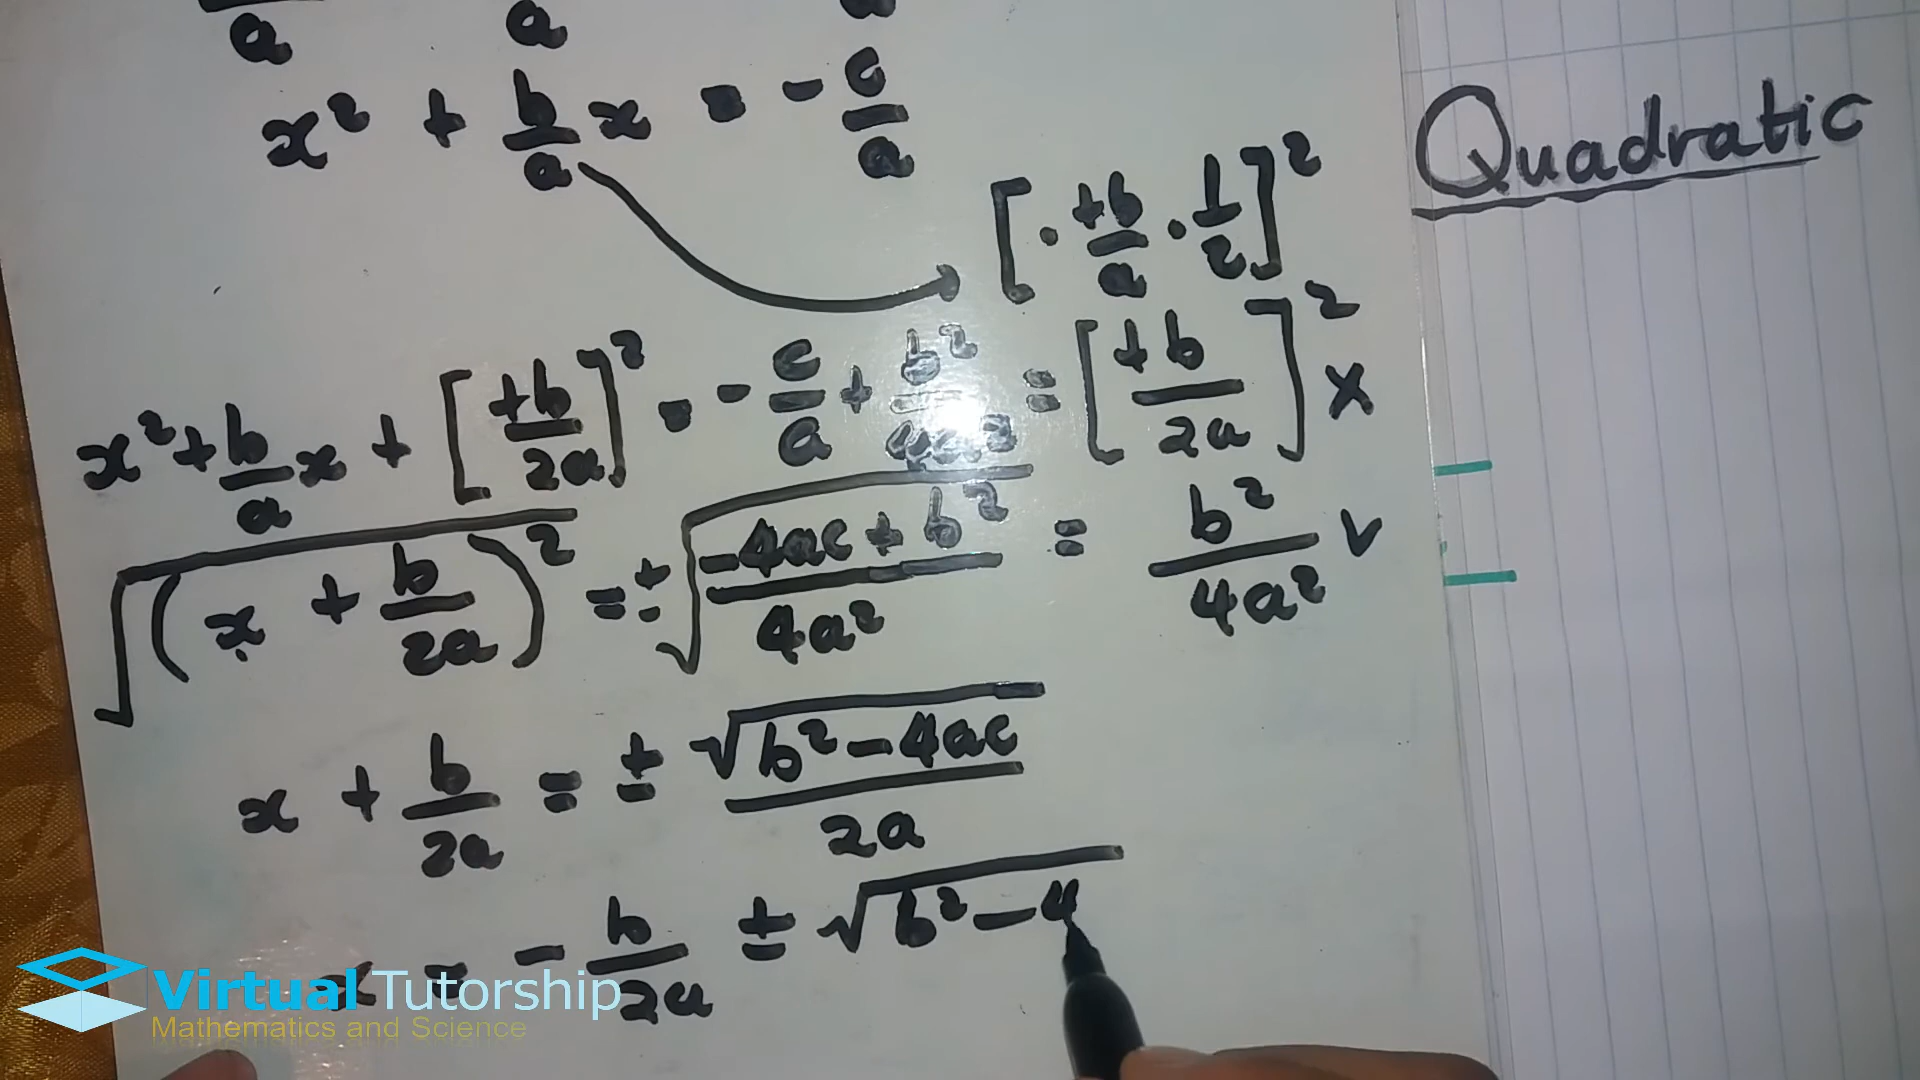 a a
x² + b/a x = - c/a
Quadratic
[· +b/a · 1/2]²
x² + b/a x + [+b/2a]² = - c/a + b²/4a² = [+b/2a]² x
√(x + b/2a)² = ± √-4ac + b²/4a² = b²/4a² ✓
x + b/2a = ± √b² - 4ac/2a
x = - b/2a ± √b² - 4
Virtual Tutorship
Mathematics and Science